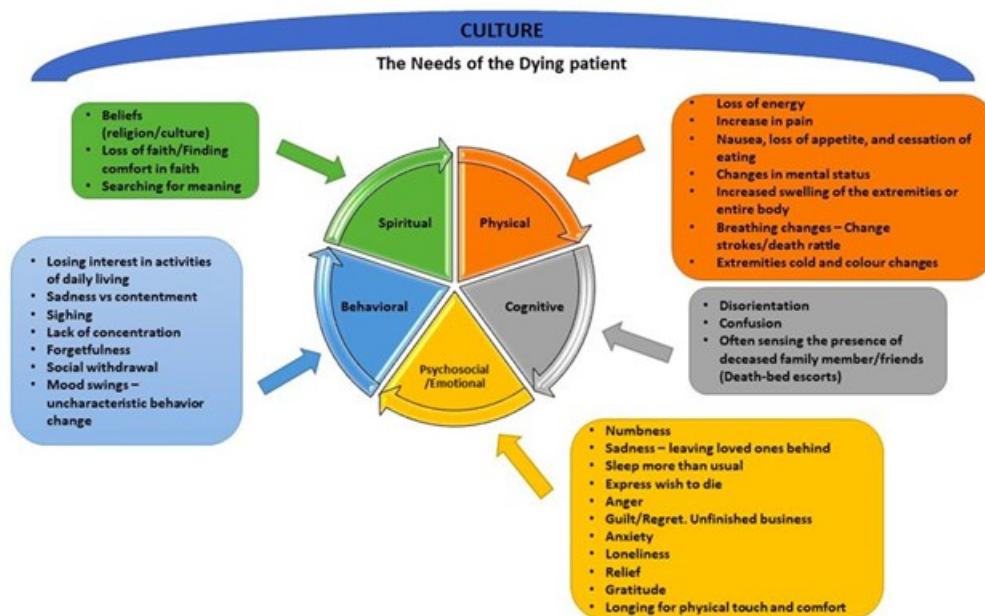 CULTURE
The Needs of the Dying patient
• Beliefs
(religion/culture)
• Loss of faith/Finding
comfort in faith
• Searching for meaning
• Loss of energy
• Increase in pain
• Nausea, loss of appetite, and cessation of
eating
• Changes in mental status
• Increased swelling of the extremities or
entire body
• Breathing changes – Change
strokes/death rattle
• Extremities cold and colour changes
Spiritual
Physical
Behavioral
Cognitive
Psychosocial
/Emotional
• Losing interest in activities
of daily living
• Sadness vs contentment
• Sighing
• Lack of concentration
• Forgetfulness
• Social withdrawal
• Mood swings –
uncharacteristic behavior
change
• Disorientation
• Confusion
• Often sensing the presence of
deceased family member/friends
(Death-bed escorts)
• Numbness
• Sadness – leaving loved ones behind
• Sleep more than usual
• Express wish to die
• Anger
• Guilt/Regret. Unfinished business
• Anxiety
• Loneliness
• Relief
• Gratitude
• Longing for physical touch and comfort